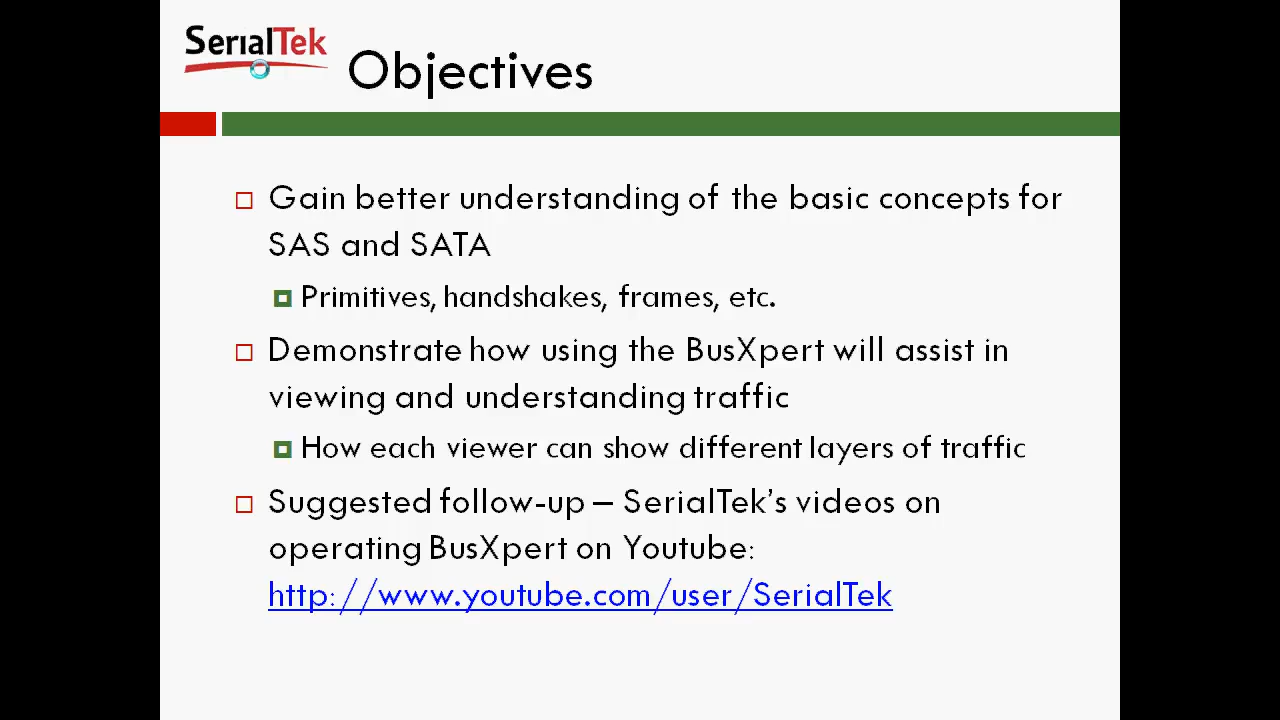 SerialTek
Objectives
Gain better understanding of the basic concepts for
SAS and SATA
Primitives, handshakes, frames, etc.
Demonstrate how using the BusXpert will assist in
viewing and understanding traffic
How each viewer can show different layers of traffic
Suggested follow-up – SerialTek’s videos on
operating BusXpert on Youtube:
http://www.youtube.com/user/SerialTek